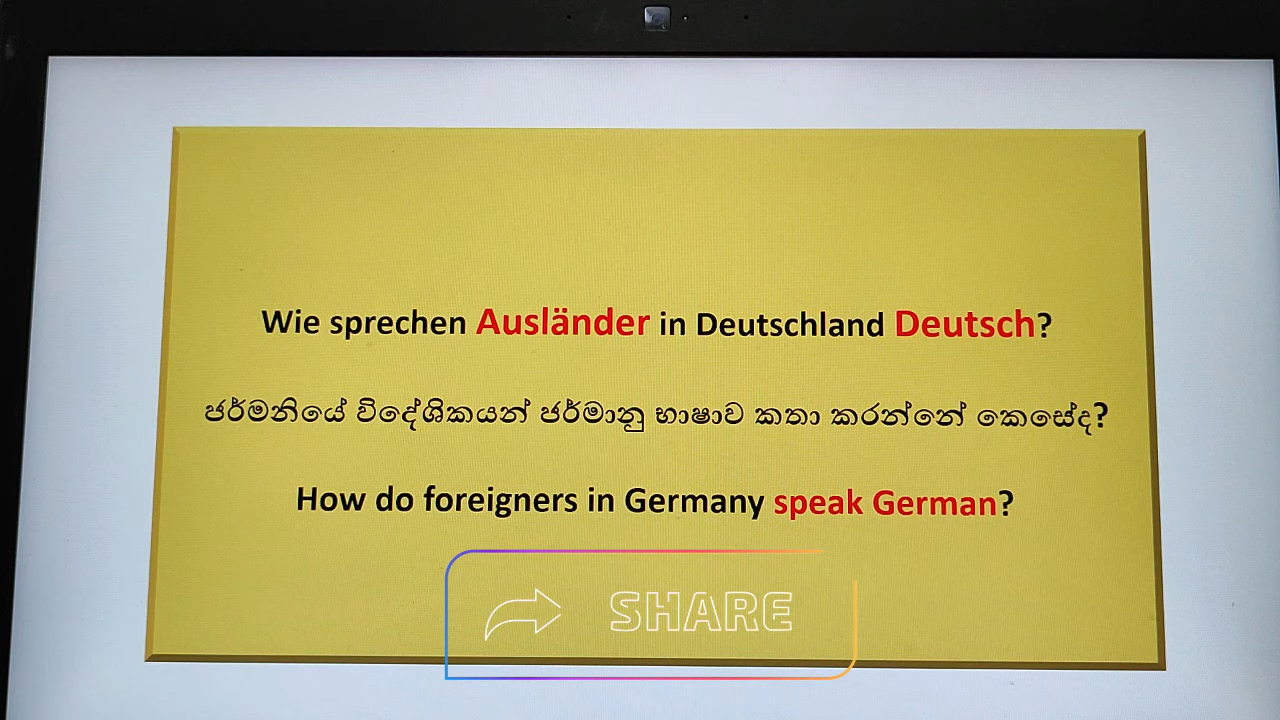 Wie sprechen Ausländer in Deutschland Deutsch?
ජර්මනියේ විදේශිකයන් ජර්මානු භාෂාව කතා කරන්නේ කෙසේද?
How do foreigners in Germany speak German?
SHARE